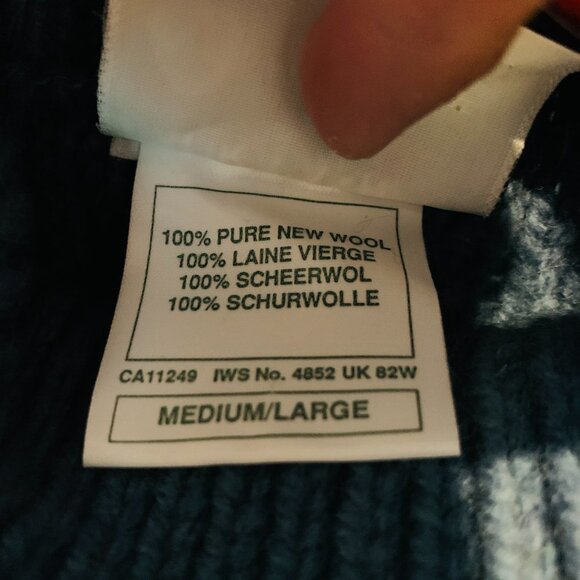 100% PURE NEW WOOL
100% LAINE VIERGE
100% SCHEERWOL
100% SCHURWOLLE
CA11249 IWS No. 4852 UK 82W
MEDIUM/LARGE